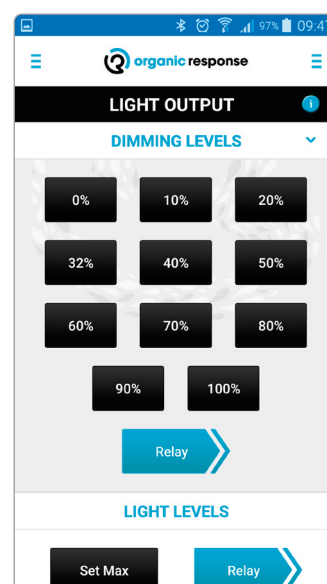 97% 09:47
organic response
LIGHT OUTPUT i
DIMMING LEVELS
0% 10% 20%
32% 40% 50%
60% 70% 80%
90% 100%
Relay
LIGHT LEVELS
Set Max Relay